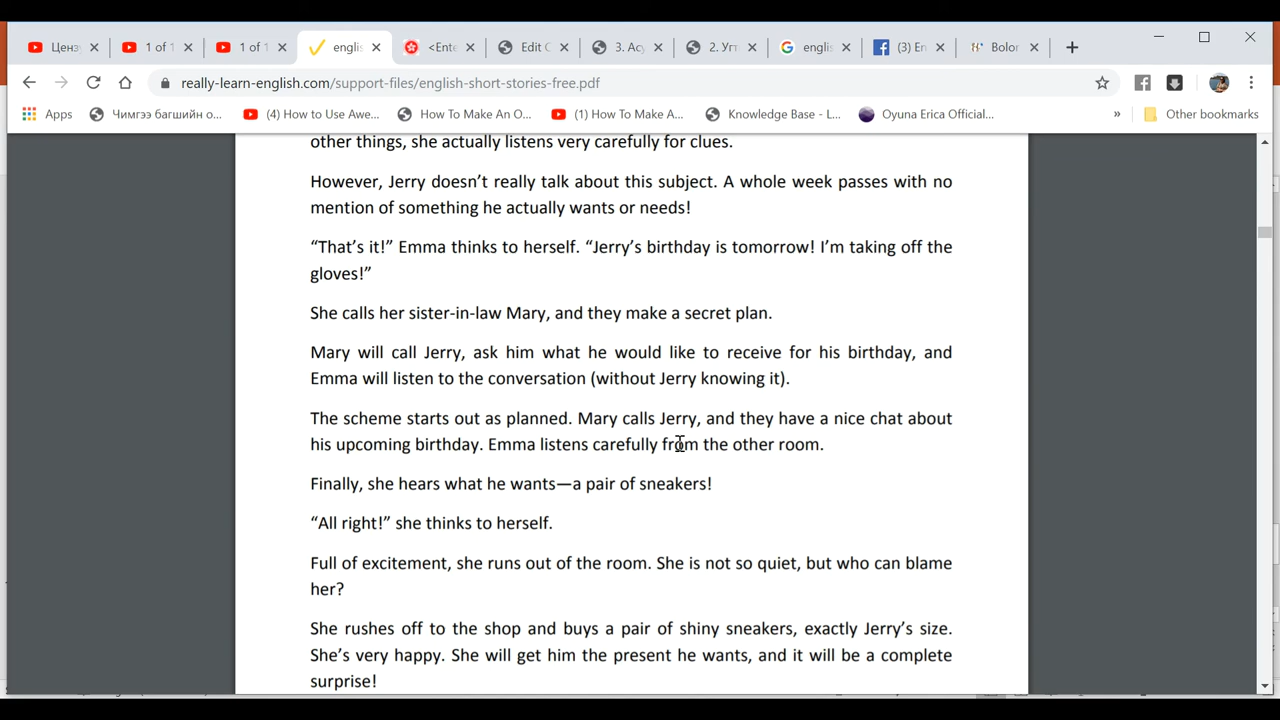 Ценз
1 of 1
1 of 1
englis
<Ente
Edit C
3. Асу
2. Угт
englis
(3) En
Bolor
really-learn-english.com/support-files/english-short-stories-free.pdf
Apps
Чимгээ багшийн о...
(4) How to Use Awe...
How To Make An O...
(1) How To Make A...
Knowledge Base - L...
Oyuna Erica Official...
»
Other bookmarks
other things, she actually listens very carefully for clues.
However, Jerry doesn’t really talk about this subject. A whole week passes with no
mention of something he actually wants or needs!
“That’s it!” Emma thinks to herself. “Jerry’s birthday is tomorrow! I’m taking off the
gloves!”
She calls her sister-in-law Mary, and they make a secret plan.
Mary will call Jerry, ask him what he would like to receive for his birthday, and
Emma will listen to the conversation (without Jerry knowing it).
The scheme starts out as planned. Mary calls Jerry, and they have a nice chat about
his upcoming birthday. Emma listens carefully from the other room.
Finally, she hears what he wants—a pair of sneakers!
“All right!” she thinks to herself.
Full of excitement, she runs out of the room. She is not so quiet, but who can blame
her?
She rushes off to the shop and buys a pair of shiny sneakers, exactly Jerry’s size.
She’s very happy. She will get him the present he wants, and it will be a complete
surprise!